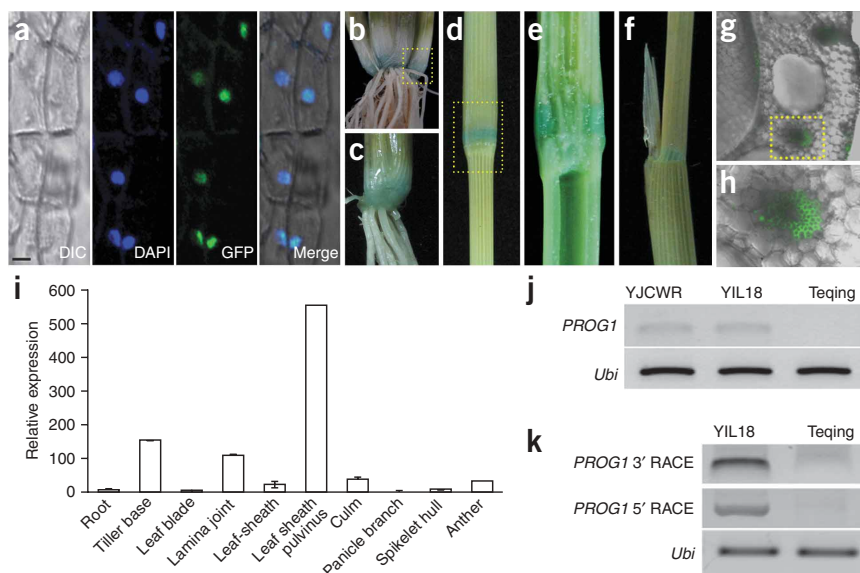 a
b
d
e
f
g
c
h
DIC
DAPI
GFP
Merge
i
600
500
400
300
200
100
0
Relative expression
Root
Tiller base
Leaf blade
Lamina joint
Leaf-sheath
Leaf sheath
pulvinus
Culm
Panicle branch
Spikelet hull
Anther
j
YJCWR YIL18 Teqing
PROG1
Ubi
k
YIL18 Teqing
PROG1 3′ RACE
PROG1 5′ RACE
Ubi